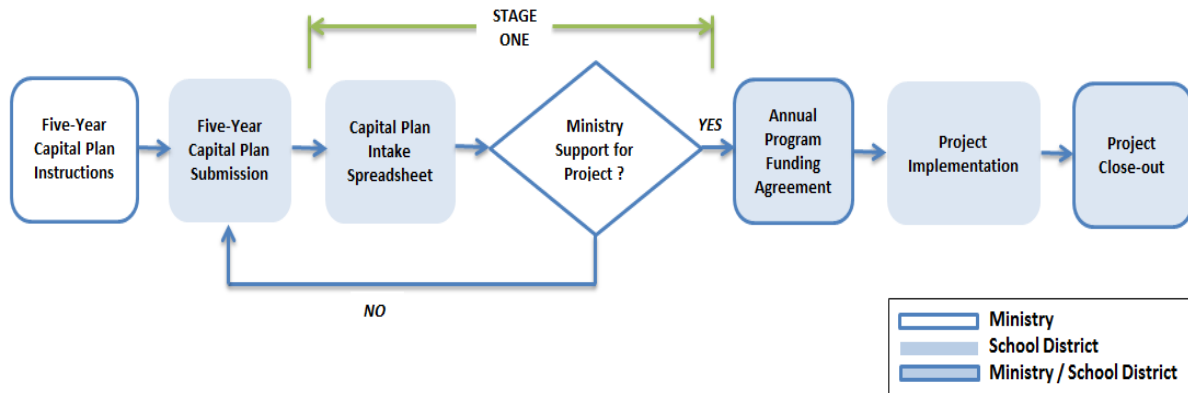 STAGE
ONE
Five-Year
Capital Plan
Instructions
Five-Year
Capital Plan
Submission
Capital Plan
Intake
Spreadsheet
Ministry
Support for
Project ?
YES
Annual
Program
Funding
Agreement
Project
Implementation
Project
Close-out
NO
Ministry
School District
Ministry / School District